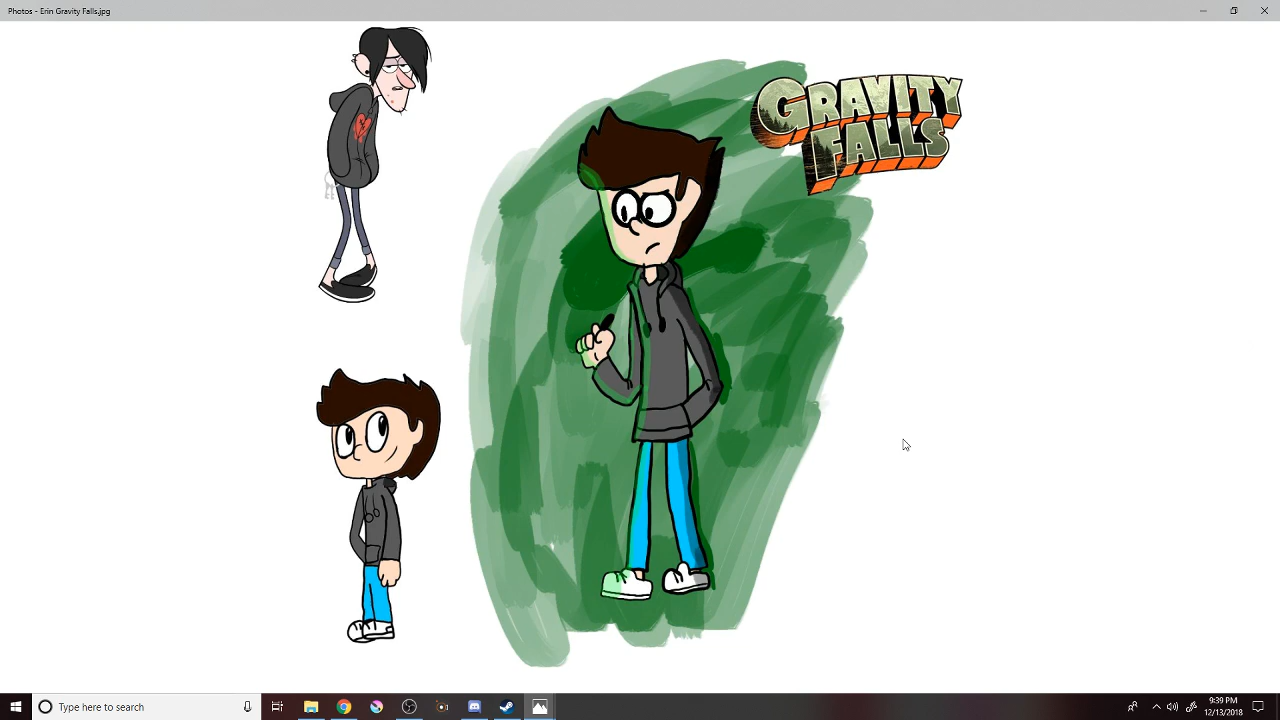 Photos - Erin Gravity Falls.jpg
GRAVITY
FALLS
Type here to search
9:39 PM
12/13/2018